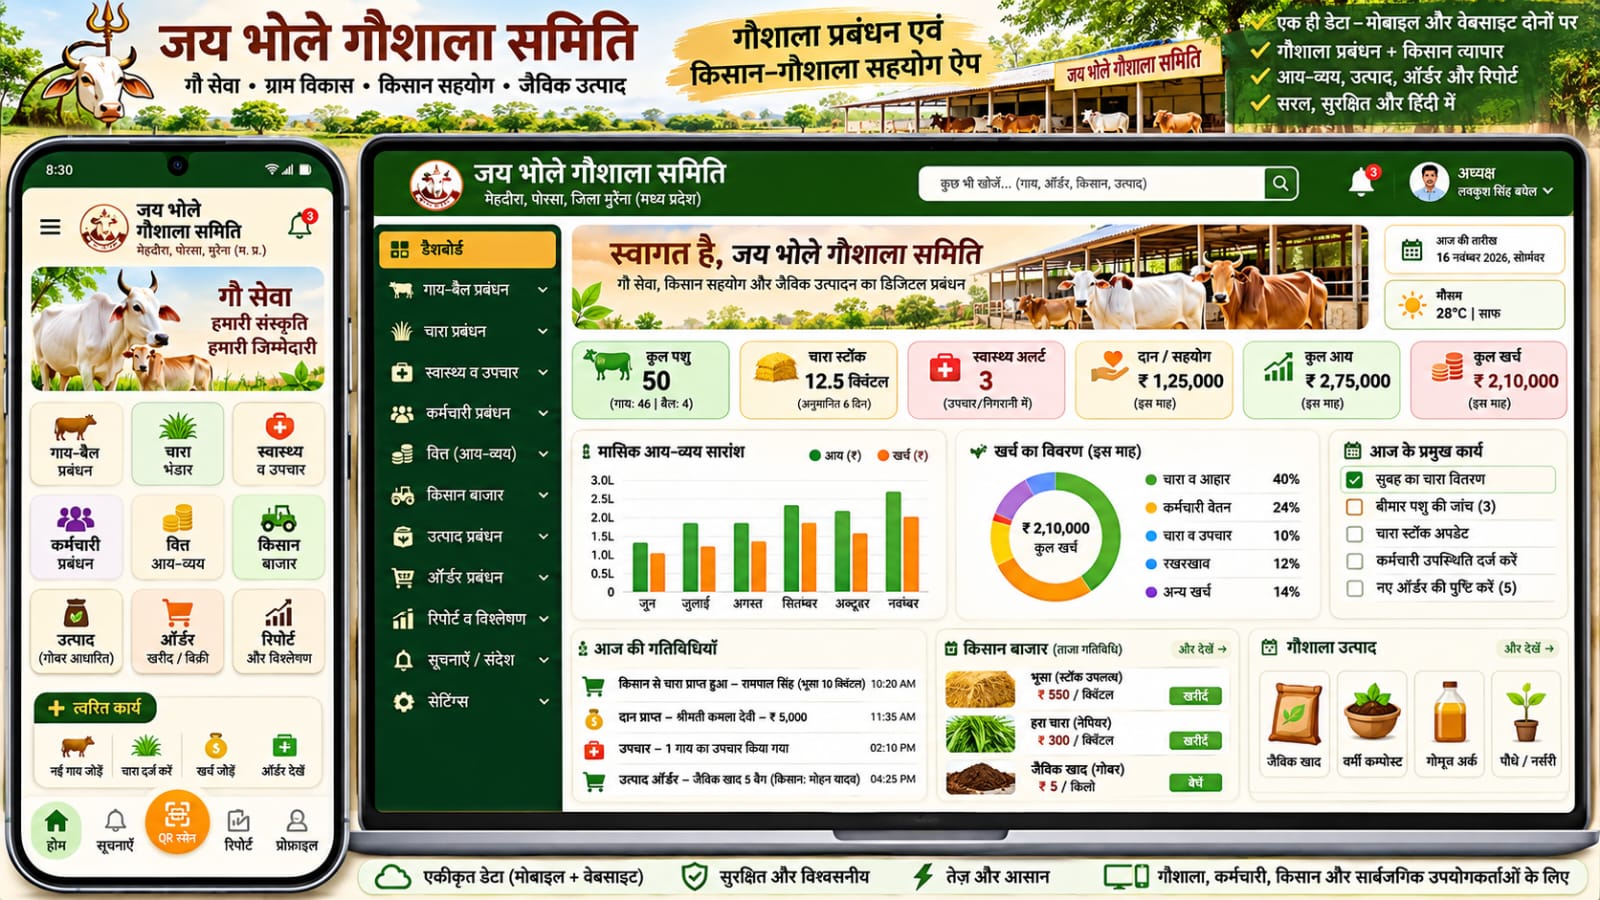 जय भोले गौशाला समिति
गौ सेवा • ग्राम विकास • किसान सहयोग • जैविक उत्पाद
गौशाला प्रबंधन एवं
किसान-गौशाला सहयोग ऐप
जय भोले गौशाला समिति
एक ही डेटा – मोबाइल और वेबसाइट दोनों पर
गौशाला प्रबंधन + किसान व्यापार
आय-व्यय, उत्पाद, ऑर्डर और रिपोर्ट
सरल, सुरक्षित और हिंदी में
8:30
जय भोले
गौशाला समिति
मेहदीरा, पोरसा, मुरेना (म. प्र.)
3
गौ सेवा
हमारी संस्कृति
हमारी जिम्मेदारी
गाय-बैल
प्रबंधन
चारा
भंडार
स्वास्थ्य
व उपचार
कर्मचारी
प्रबंधन
वित
आय-व्यय
किसान
बाजार
उत्पाद
(गोबर आधारित)
ऑर्डर
खरीद / बिक्री
रिपोर्ट
और विश्लेषण
त्वरित कार्य
नई गाय जोड़ें
चारा दर्ज करें
खर्च जोड़ें
ऑर्डर देखें
होम
सूचनाएँ
QR स्कैन
रिपोर्ट
प्रोफ़ाइल
जय भोले गौशाला समिति
मेहदीरा, पोरसा, जिला मुरेंना (मध्य प्रदेश)
कुछ भी खोजें... (गाय, ऑर्डर, किसान, उत्पाद)
3
अध्यक्ष
लवकुश सिंह बघेल
डैशबोर्ड
गाय-बैल प्रबंधन
चारा प्रबंधन
स्वास्थ्य व उपचार
कर्मचारी प्रबंधन
वित्त (आय-व्यय)
किसान बाजार
उत्पाद प्रबंधन
ऑर्डर प्रबंधन
रिपोर्ट व विश्लेषण
सूचनाएँ / संदेश
सेटिंग्स
स्वागत है, जय भोले गौशाला समिति
गौ सेवा, किसान सहयोग और जैविक उत्पादन का डिजिटल प्रबंधन
आज की तारीख
16 नवंबर 2026, सोमवार
मौसम
28°C | साफ
कुल पशु
50
(गाय: 46 | बैल: 4)
चारा स्टॉक
12.5 क्विंटल
(अनुमानित 6 दिन)
स्वास्थ्य अलर्ट
3
(उपचार/निगरानी में)
दान / सहयोग
₹ 1,25,000
(इस माह)
कुल आय
₹ 2,75,000
(इस माह)
कुल खर्च
₹ 2,10,000
(इस माह)
मासिक आय-व्यय सारांश
आय (₹)
खर्च (₹)
3.0L
2.5L
2.0L
1.5L
1.0L
0.5L
0
जून
जुलाई
अगस्त
सितंबर
अक्टूबर
नवंबर
खर्च का विवरण (इस माह)
₹ 2,10,000
कुल खर्च
चारा व आहार 40%
कर्मचारी वेतन 24%
चारा व उपचार 10%
रखरखाव 12%
अन्य खर्च 14%
आज के प्रमुख कार्य
सुबह का चारा वितरण
बीमार पशु की जांच (3)
चारा स्टॉक अपडेट
कर्मचारी उपस्थिति दर्ज करें
नए ऑर्डर की पुष्टि करें (5)
आज की गतिविधियाँ
किसान से चारा प्राप्त हुआ – रामपाल सिंह (भूसा 10 क्विंटल) 10:20 AM
दान प्राप्त – श्रीमती कमला देवी – ₹ 5,000 11:35 AM
उपचार – 1 गाय का उपचार किया गया 02:10 PM
उत्पाद ऑर्डर – जैविक खाद 5 बैग (किसान: मोहन यादव) 04:25 PM
किसान बाजार (ताजा गतिविधि)
और देखें →
भूसा (स्टॉक उपलब्ध)
₹ 550 / क्विंटल
खरीदें
हरा चारा (नेपियर)
₹ 300 / क्विंटल
खरीदें
जैविक खाद (गोबर)
₹ 5 / किलो
बेचें
गौशाला उत्पाद
और देखें →
जैविक खाद
वर्मी कम्पोस्ट
गोमूत्र अर्क
पौधे / नर्सरी
एकीकृत डेटा (मोबाइल + वेबसाइट)
सुरक्षित और विश्वसनीय
तेज़ और आसान
गौशाला, कर्मचारी, किसान और सार्बजगिक उपयोगकर्ताओं के लिए